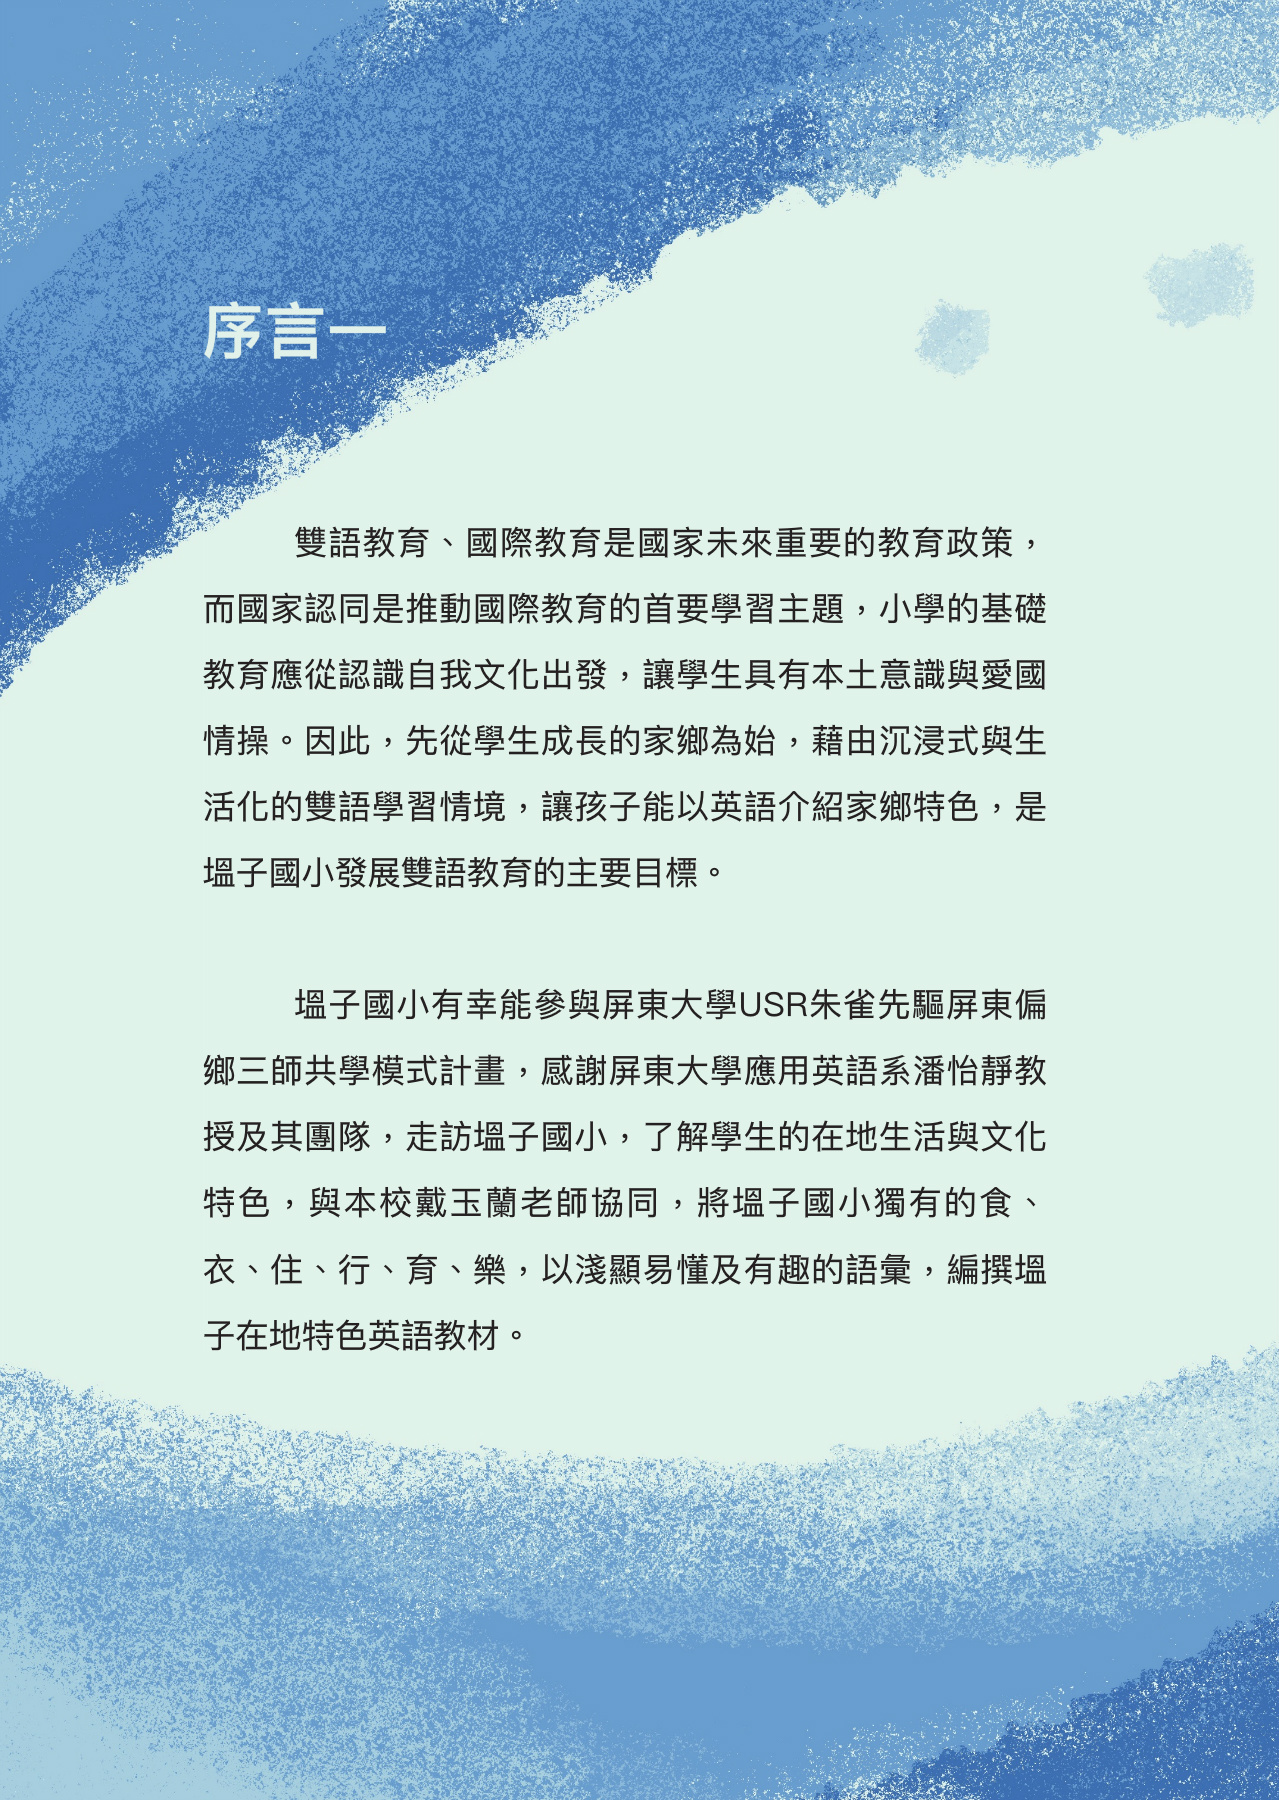 序言一
雙語教育、國際教育是國家未來重要的教育政策，
而國家認同是推動國際教育的首要學習主題，小學的基礎
教育應從認識自我文化出發，讓學生具有本土意識與愛國
情操。因此，先從學生成長的家鄉為始，藉由沉浸式與生
活化的雙語學習情境，讓孩子能以英語介紹家鄉特色，是
塭子國小發展雙語教育的主要目標。
塭子國小有幸能參與屏東大學USR朱雀先驅屏東偏
鄉三師共學模式計畫，感謝屏東大學應用英語系潘怡靜教
授及其團隊，走訪塭子國小，了解學生的在地生活與文化
特色，與本校戴玉蘭老師協同，將塭子國小獨有的食、
衣、住、行、育、樂，以淺顯易懂及有趣的語彙，編撰塭
子在地特色英語教材。